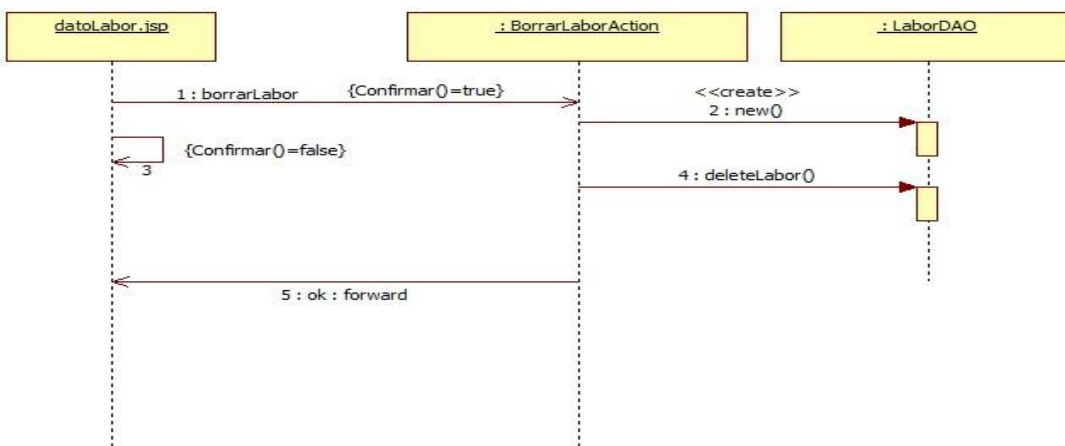 datoLabor.jsp
: BorrarLaborAction
: LaborDAO
1 : borrarLabor
{Confirmar()=true}
<<create>>
2 : new()
{Confirmar()=false}
3
4 : deleteLabor()
5 : ok : forward